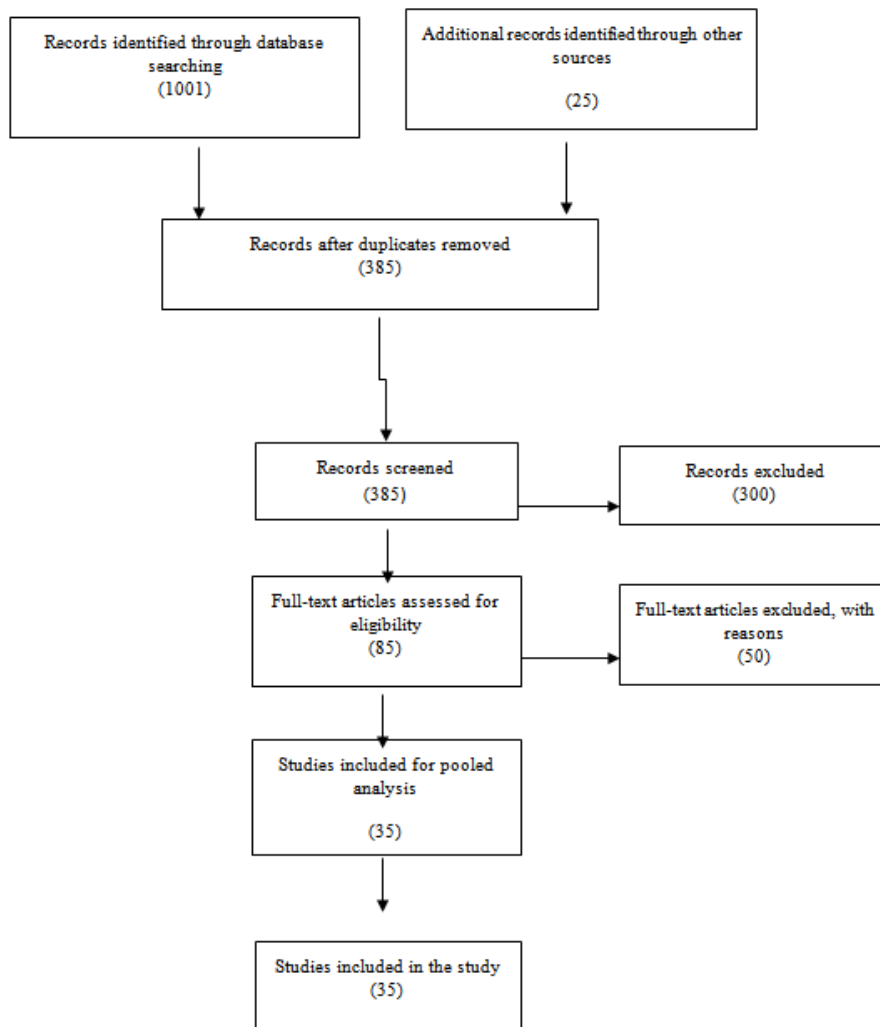 Records identified through database
searching
(1001)
Additional records identified through other
sources
(25)
Records after duplicates removed
(385)
Records screened
(385)
Records excluded
(300)
Full-text articles assessed for
eligibility
(85)
Full-text articles excluded, with
reasons
(50)
Studies included for pooled
analysis
(35)
Studies included in the study
(35)